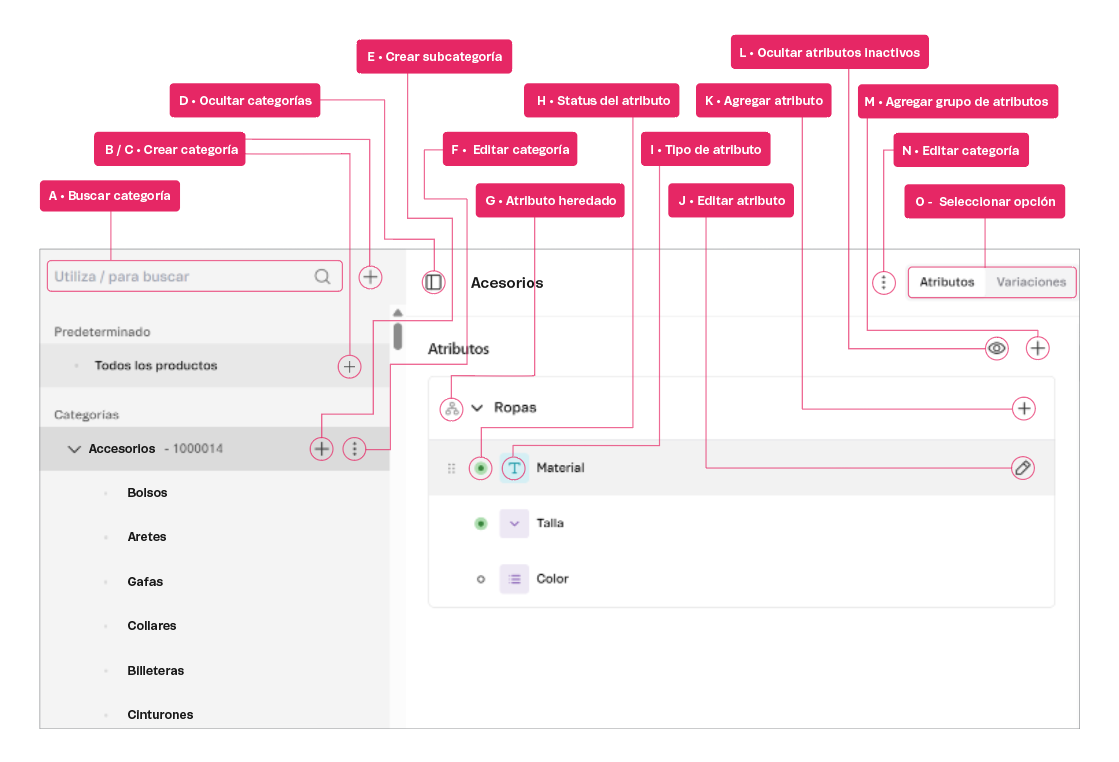 E • Crear subcategoría
L • Ocultar atributos inactivos
D • Ocultar categorías
H • Status del atributo
K • Agregar atributo
M • Agregar grupo de atributos
B / C • Crear categoría
F • Editar categoría
I • Tipo de atributo
N • Editar categoría
A • Buscar categoría
G • Atributo heredado
J • Editar atributo
O - Seleccionar opción
Utiliza / para buscar
Acesorios
Atributos
Variaciones
Predeterminado
Todos los productos
Atributos
Categorias
Ropas
Accesorios - 1000014
T
Material
Bolsos
Talla
Aretes
Gafas
Color
Collares
Billeteras
Cinturones